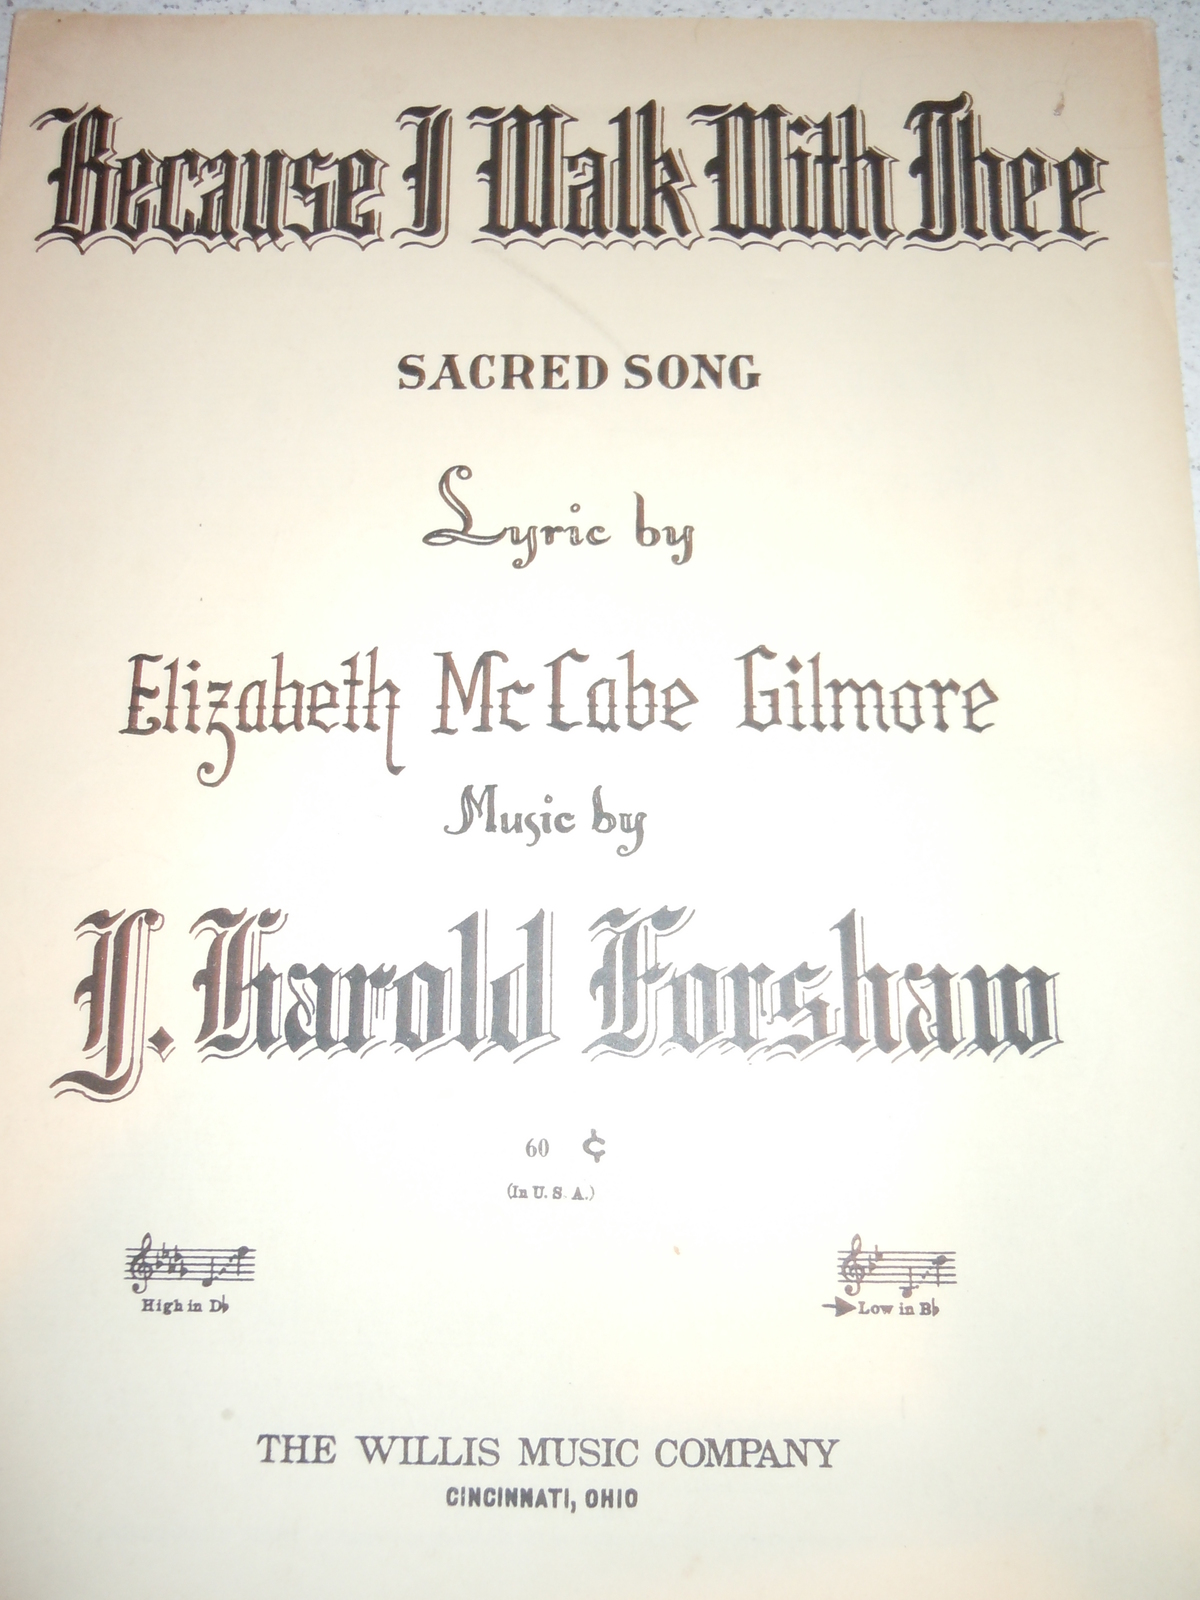 Because I Walk With Thee
SACRED SONG
Lyric by
Elizabeth McCabe Gilmore
Music by
J. Harold Forshaw
60 ¢
(In U. S. A.)
High in D♭
Low in B♭
THE WILLIS MUSIC COMPANY
CINCINNATI, OHIO